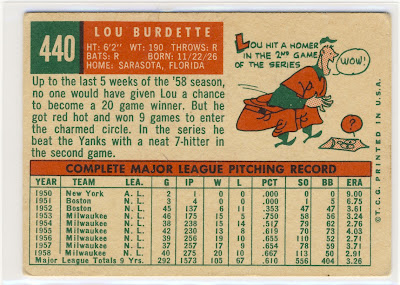 440
LOU BURDETTE
HT: 6'2" WT: 190 THROWS: R
BATS: R BORN: 11/22/26
HOME: SARASOTA, FLORIDA
Up to the last 5 weeks of the '58 season,
no one would have given Lou a chance
to become a 20 game winner. But he
got red hot and won 9 games to enter
the charmed circle. In the series he
beat the Yanks with a neat 7-hitter in
the second game.
LOU HIT A HOMER
IN THE 2ND GAME
OF THE SERIES
WOW!
?
COMPLETE MAJOR LEAGUE PITCHING RECORD
YEAR TEAM LEA. G IP W L PCT SO BB ERA
1950 New York A. L. 2 1 0 0 0 0 9.00
1951 Boston N. L. 3 4 0 0 1 5 6.75
1952 Boston N. L. 45 137 6 11 .353 47 47 3.61
1953 Milwaukee N. L. 46 175 15 5 .750 58 56 3.24
1954 Milwaukee N. L. 38 238 15 14 .517 79 62 2.76
1955 Milwaukee N. L. 42 230 13 8 .619 70 73 4.03
1956 Milwaukee N. L. 39 256 19 10 .655 110 52 2.71
1957 Milwaukee N. L. 37 257 17 9 .654 78 59 3.71
1958 Milwaukee N. L. 40 275 20 10 .667 113 50 2.91
Major League Totals 9 Yrs. 292 1573 105 67 .610 556 404 3.26
© T.C.G. PRINTED IN U.S.A.